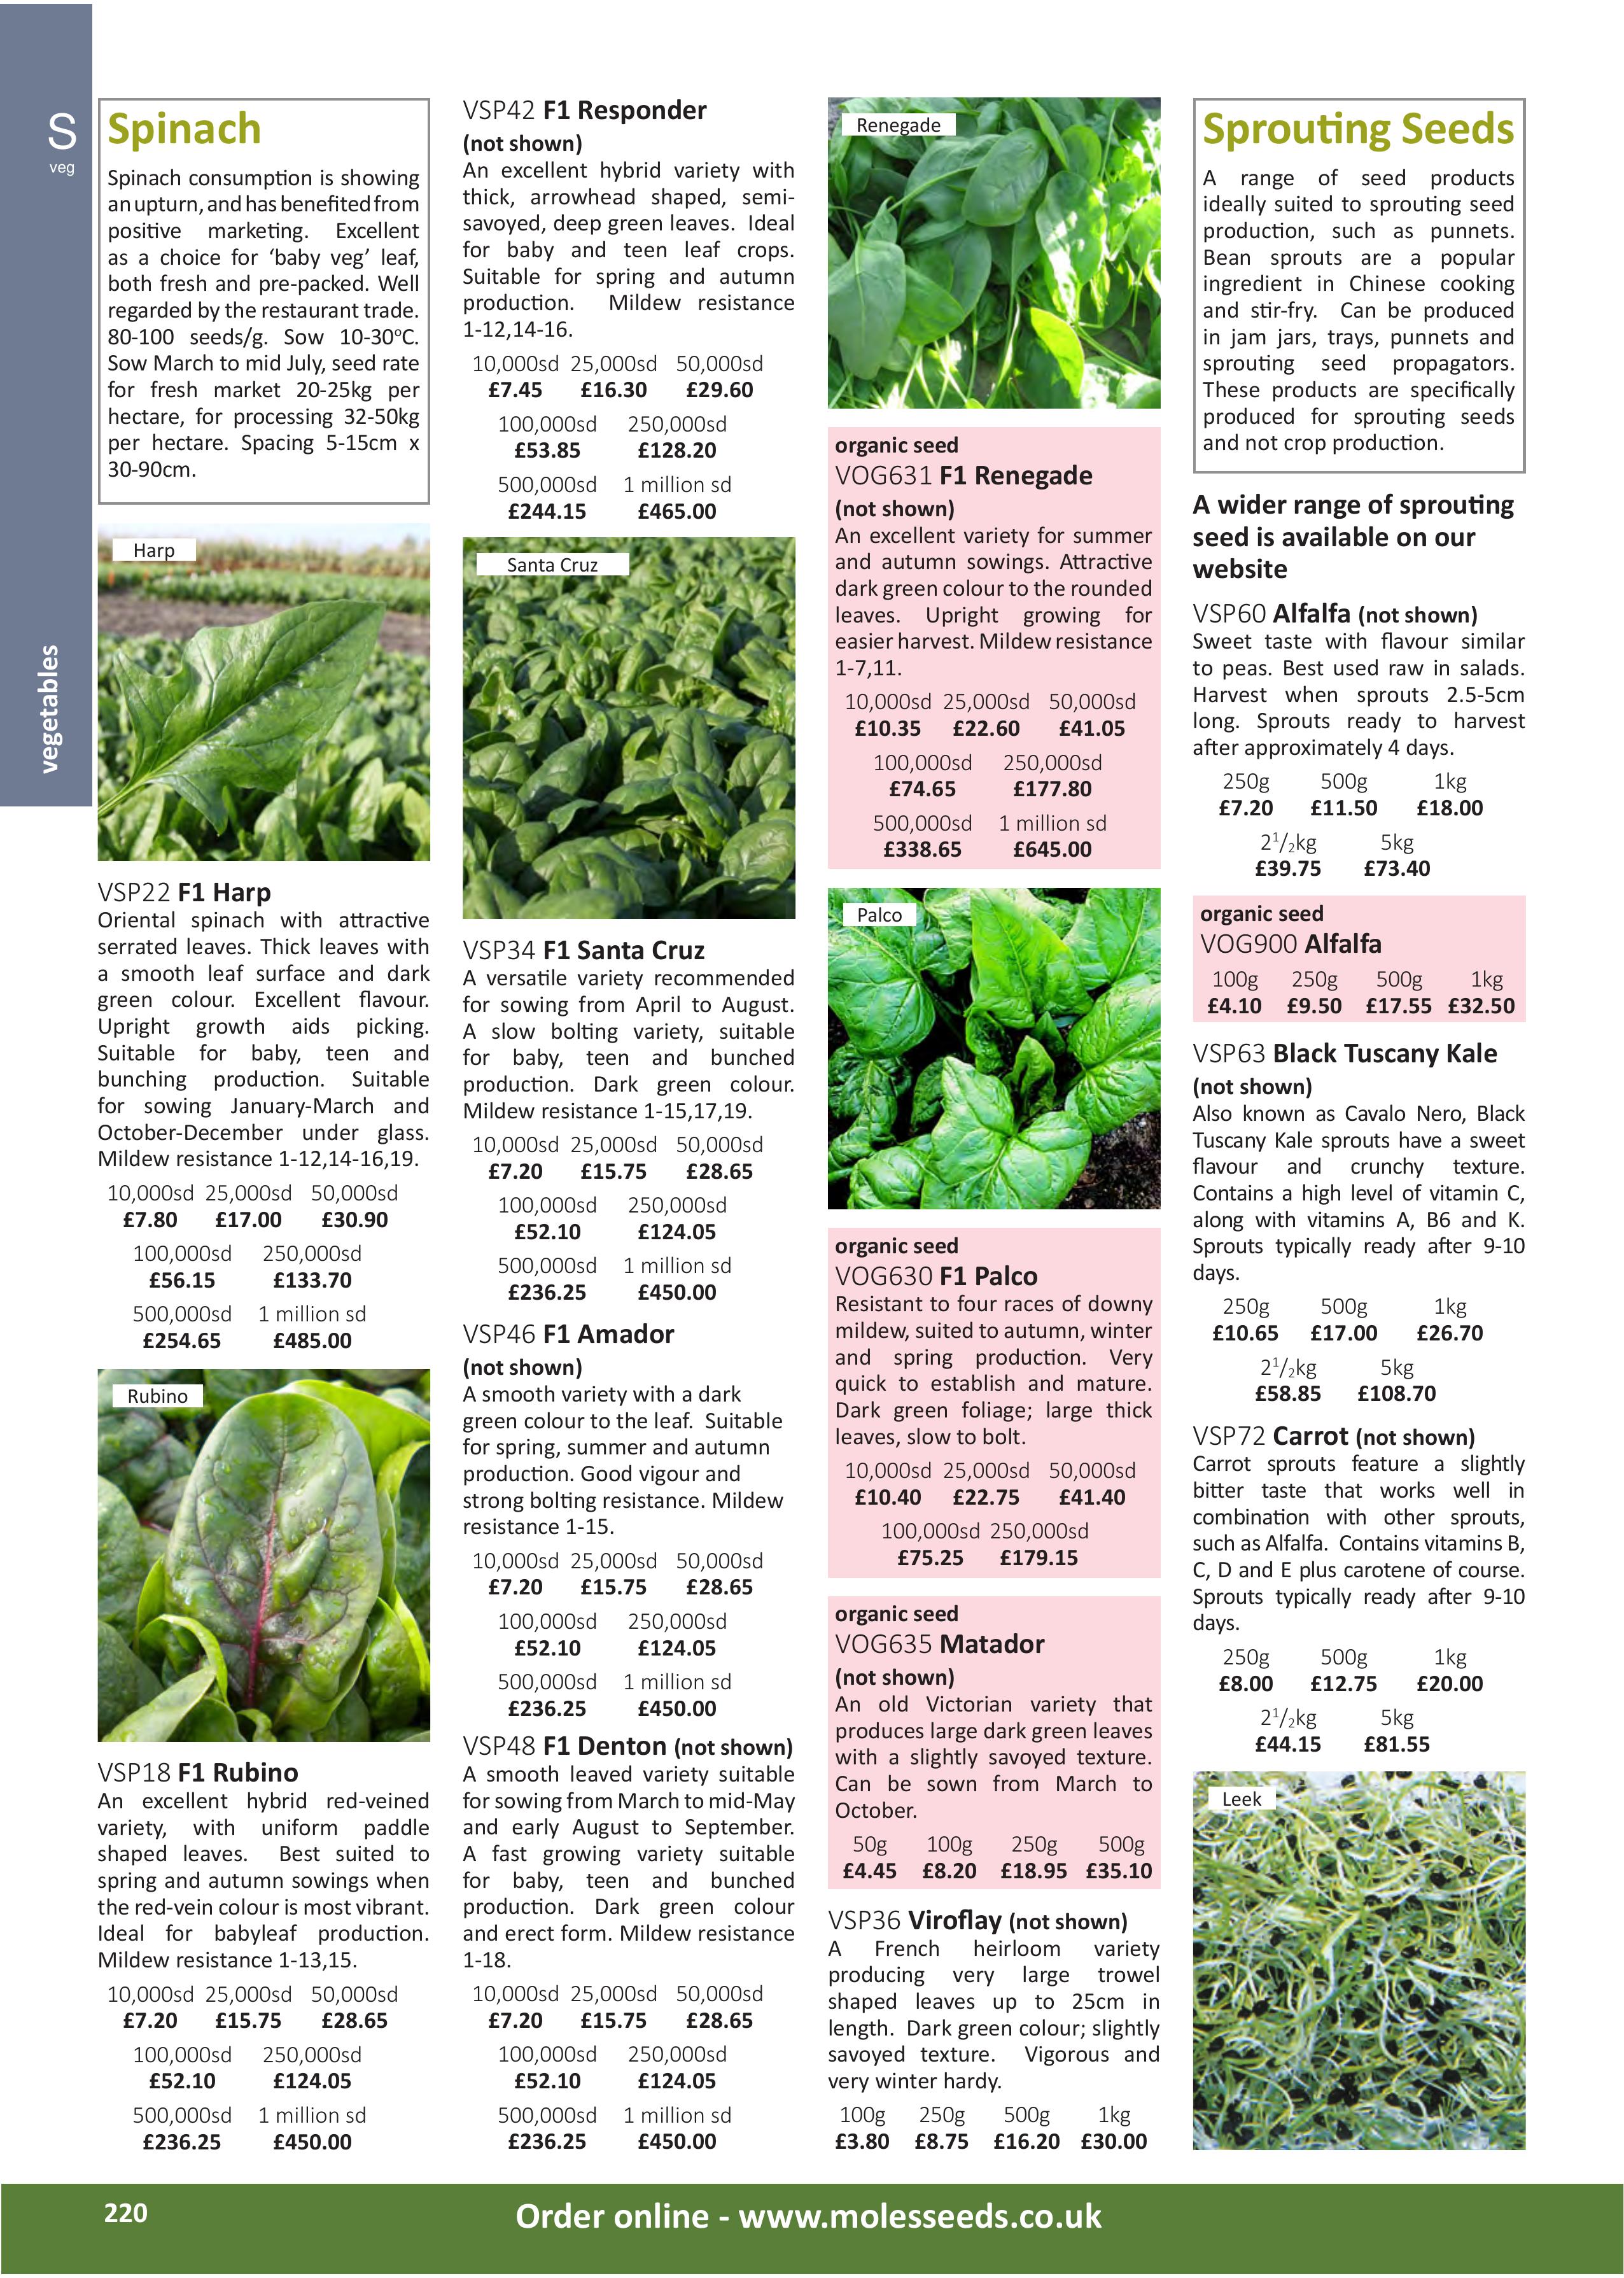 S
veg
vegetables
Spinach
Spinach consumption is showing
an upturn, and has benefited from
positive marketing. Excellent
as a choice for ‘baby veg’ leaf,
both fresh and pre-packed. Well
regarded by the restaurant trade.
80-100 seeds/g. Sow 10-30ºC.
Sow March to mid July, seed rate
for fresh market 20-25kg per
hectare, for processing 32-50kg
per hectare. Spacing 5-15cm x
30-90cm.
Harp
VSP22 F1 Harp
Oriental spinach with attractive
serrated leaves. Thick leaves with
a smooth leaf surface and dark
green colour. Excellent flavour.
Upright growth aids picking.
Suitable for baby, teen and
bunching production. Suitable
for sowing January-March and
October-December under glass.
Mildew resistance 1-12,14-16,19.
10,000sd 25,000sd 50,000sd
£7.80 £17.00 £30.90
100,000sd 250,000sd
£56.15 £133.70
500,000sd 1 million sd
£254.65 £485.00
Rubino
VSP18 F1 Rubino
An excellent hybrid red-veined
variety, with uniform paddle
shaped leaves. Best suited to
spring and autumn sowings when
the red-vein colour is most vibrant.
Ideal for babyleaf production.
Mildew resistance 1-13,15.
10,000sd 25,000sd 50,000sd
£7.20 £15.75 £28.65
100,000sd 250,000sd
£52.10 £124.05
500,000sd 1 million sd
£236.25 £450.00
VSP42 F1 Responder
(not shown)
An excellent hybrid variety with
thick, arrowhead shaped, semi-
savoyed, deep green leaves. Ideal
for baby and teen leaf crops.
Suitable for spring and autumn
production. Mildew resistance
1-12,14-16.
10,000sd 25,000sd 50,000sd
£7.45 £16.30 £29.60
100,000sd 250,000sd
£53.85 £128.20
500,000sd 1 million sd
£244.15 £465.00
Santa Cruz
VSP34 F1 Santa Cruz
A versatile variety recommended
for sowing from April to August.
A slow bolting variety, suitable
for baby, teen and bunched
production. Dark green colour.
Mildew resistance 1-15,17,19.
10,000sd 25,000sd 50,000sd
£7.20 £15.75 £28.65
100,000sd 250,000sd
£52.10 £124.05
500,000sd 1 million sd
£236.25 £450.00
VSP46 F1 Amador
(not shown)
A smooth variety with a dark
green colour to the leaf. Suitable
for spring, summer and autumn
production. Good vigour and
strong bolting resistance. Mildew
resistance 1-15.
10,000sd 25,000sd 50,000sd
£7.20 £15.75 £28.65
100,000sd 250,000sd
£52.10 £124.05
500,000sd 1 million sd
£236.25 £450.00
VSP48 F1 Denton (not shown)
A smooth leaved variety suitable
for sowing from March to mid-May
and early August to September.
A fast growing variety suitable
for baby, teen and bunched
production. Dark green colour
and erect form. Mildew resistance
1-18.
10,000sd 25,000sd 50,000sd
£7.20 £15.75 £28.65
100,000sd 250,000sd
£52.10 £124.05
500,000sd 1 million sd
£236.25 £450.00
Renegade
organic seed
VOG631 F1 Renegade
(not shown)
An excellent variety for summer
and autumn sowings. Attractive
dark green colour to the rounded
leaves. Upright growing for
easier harvest. Mildew resistance
1-7,11.
10,000sd 25,000sd 50,000sd
£10.35 £22.60 £41.05
100,000sd 250,000sd
£74.65 £177.80
500,000sd 1 million sd
£338.65 £645.00
Palco
organic seed
VOG630 F1 Palco
Resistant to four races of downy
mildew, suited to autumn, winter
and spring production. Very
quick to establish and mature.
Dark green foliage; large thick
leaves, slow to bolt.
10,000sd 25,000sd 50,000sd
£10.40 £22.75 £41.40
100,000sd 250,000sd
£75.25 £179.15
organic seed
VOG635 Matador
(not shown)
An old Victorian variety that
produces large dark green leaves
with a slightly savoyed texture.
Can be sown from March to
October.
50g 100g 250g 500g
£4.45 £8.20 £18.95 £35.10
VSP36 Viroflay (not shown)
A French heirloom variety
producing very large trowel
shaped leaves up to 25cm in
length. Dark green colour; slightly
savoyed texture. Vigorous and
very winter hardy.
100g 250g 500g 1kg
£3.80 £8.75 £16.20 £30.00
Sprouting Seeds
A range of seed products
ideally suited to sprouting seed
production, such as punnets.
Bean sprouts are a popular
ingredient in Chinese cooking
and stir-fry. Can be produced
in jam jars, trays, punnets and
sprouting seed propagators.
These products are specifically
produced for sprouting seeds
and not crop production.
A wider range of sprouting
seed is available on our
website
VSP60 Alfalfa (not shown)
Sweet taste with flavour similar
to peas. Best used raw in salads.
Harvest when sprouts 2.5-5cm
long. Sprouts ready to harvest
after approximately 4 days.
250g 500g 1kg
£7.20 £11.50 £18.00
2¹/₂kg 5kg
£39.75 £73.40
organic seed
VOG900 Alfalfa
100g 250g 500g 1kg
£4.10 £9.50 £17.55 £32.50
VSP63 Black Tuscany Kale
(not shown)
Also known as Cavalo Nero, Black
Tuscany Kale sprouts have a sweet
flavour and crunchy texture.
Contains a high level of vitamin C,
along with vitamins A, B6 and K.
Sprouts typically ready after 9-10
days.
250g 500g 1kg
£10.65 £17.00 £26.70
2¹/₂kg 5kg
£58.85 £108.70
VSP72 Carrot (not shown)
Carrot sprouts feature a slightly
bitter taste that works well in
combination with other sprouts,
such as Alfalfa. Contains vitamins B,
C, D and E plus carotene of course.
Sprouts typically ready after 9-10
days.
250g 500g 1kg
£8.00 £12.75 £20.00
2¹/₂kg 5kg
£44.15 £81.55
Leek
220
Order online - www.molesseeds.co.uk